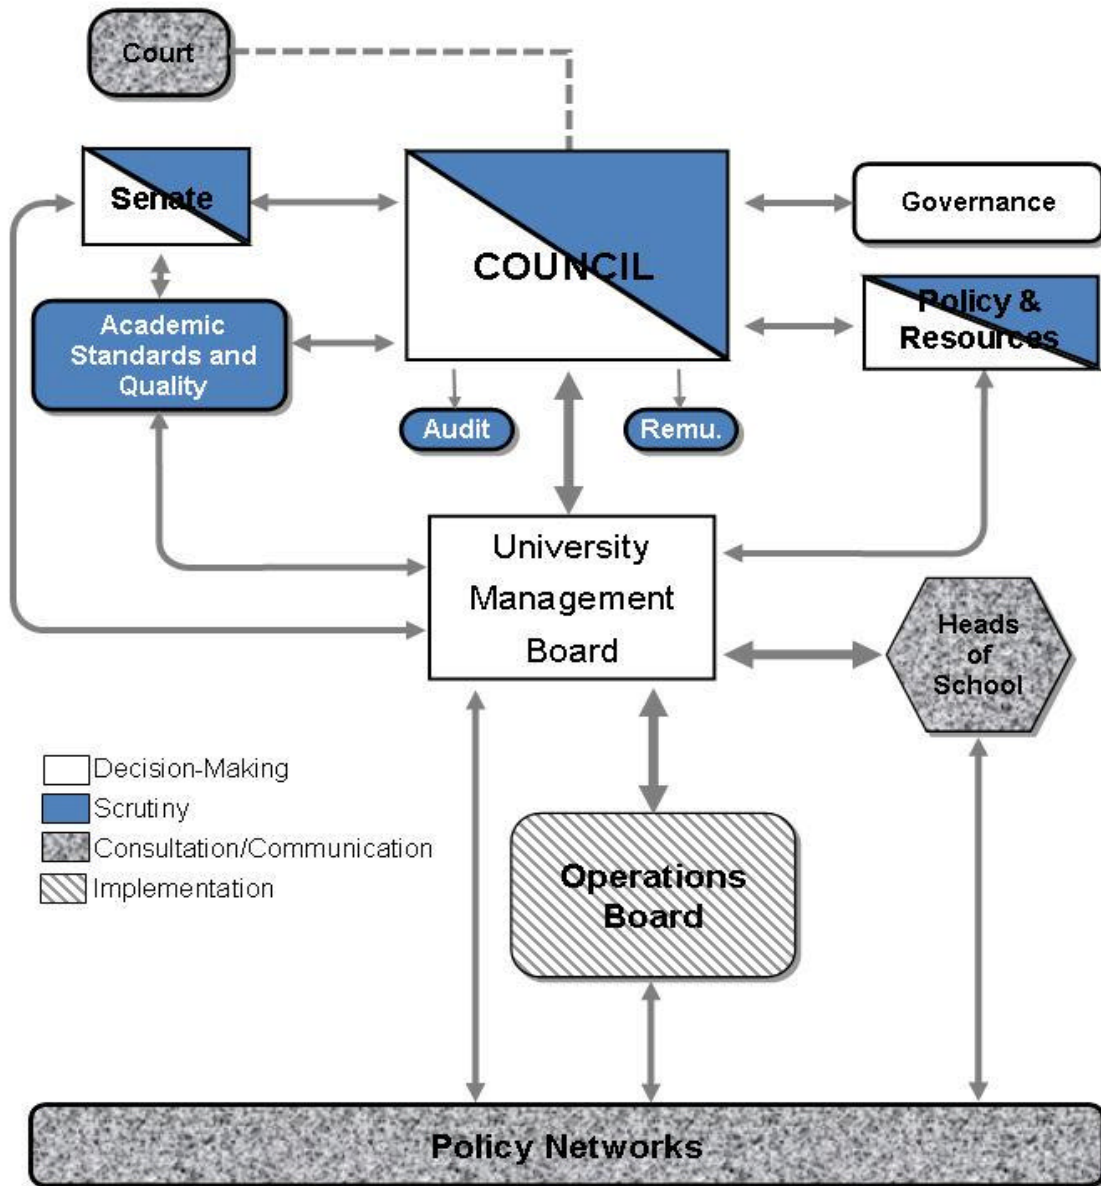 Court
Senate
COUNCIL
Governance
Policy &
Resources
Academic
Standards and
Quality
Audit
Remu.
University
Management
Board
Heads
of
School
Decision-Making
Scrutiny
Consultation/Communication
Implementation
Operations
Board
Policy Networks